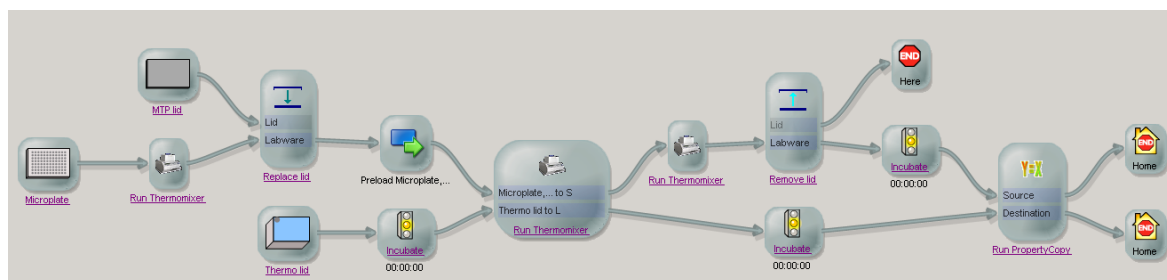 END
Here
MTP lid
Lid
Labware
Replace lid
Lid
Labware
Remove lid
Incubate
00:00:00
END
Home
Microplate
Run Thermomixer
Preload Microplate,...
Microplate,... to S
Thermo lid to L
Run Thermomixer
Run Thermomixer
Y=X
Source
Destination
Run PropertyCopy
Thermo lid
Incubate
00:00:00
Incubate
00:00:00
END
Home